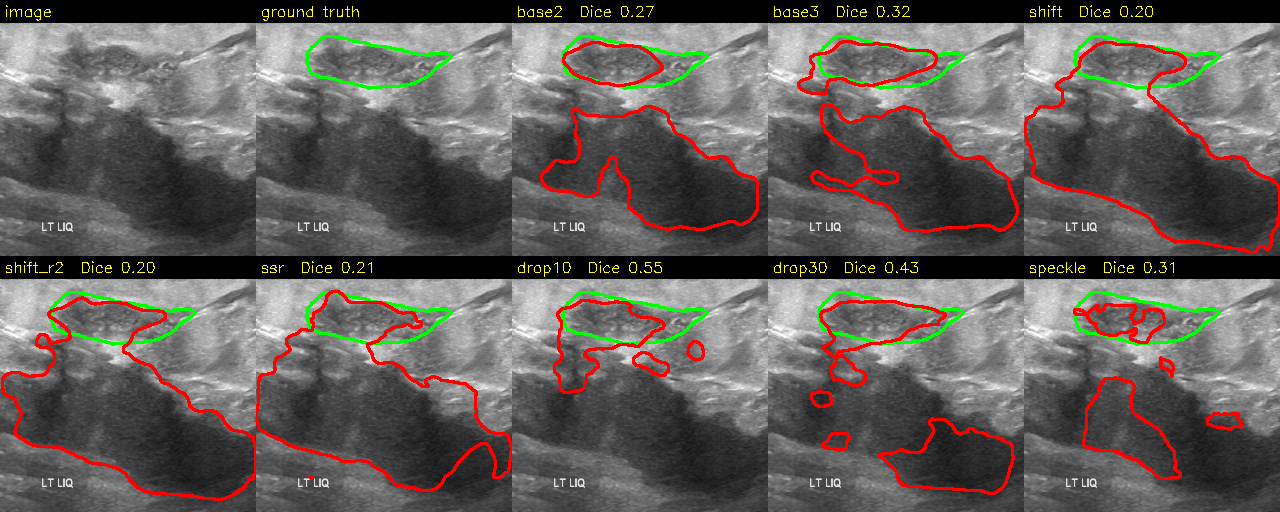 image
ground truth
base2 Dice 0.27
base3 Dice 0.32
shift Dice 0.20
LT LIQ
LT LIQ
LT LIQ
LT LIQ
LT LIQ
shift_r2 Dice 0.20
ssr Dice 0.21
drop10 Dice 0.55
drop30 Dice 0.43
speckle Dice 0.31
LT LIQ
LT LIQ
LT LIQ
LT LIQ
LT LIQ